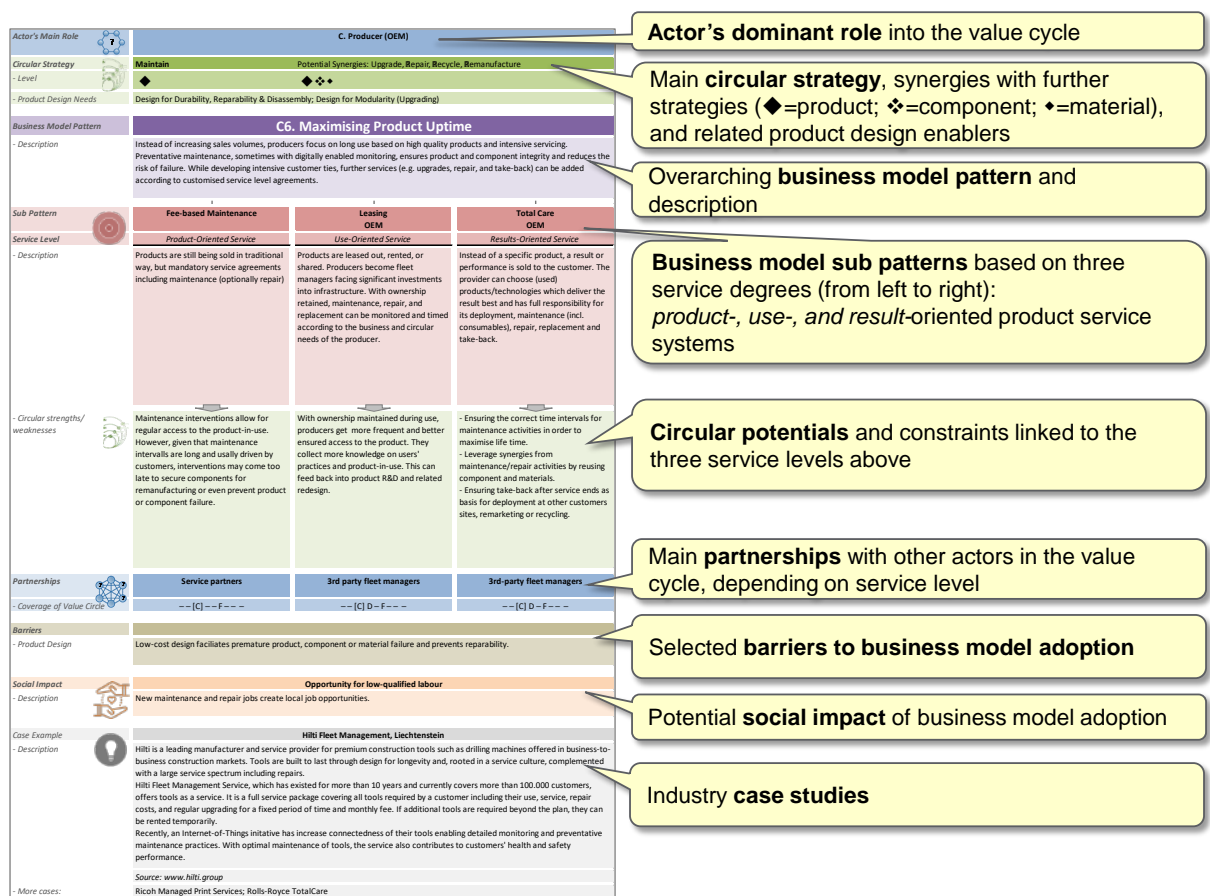 Actor's Main Role
?
C. Producer (OEM)
Circular Strategy
Maintain
Potential Synergies: Upgrade, Repair, Recycle, Remanufacture
- Level
◆
◆❖⬩
- Product Design Needs
Design for Durability, Reparability & Disassembly; Design for Modularity (Upgrading)
Business Model Pattern
C6. Maximising Product Uptime
- Description
Instead of increasing sales volumes, producers focus on long use based on high quality products and intensive servicing.
Preventative maintenance, sometimes with digitally enabled monitoring, ensures product and component integrity and reduces the
risk of failure. While developing intensive customer ties, further services (e.g. upgrades, repair, and take-back) can be added
according to customised service level agreements.
Sub Pattern
Fee-based Maintenance
Leasing
OEM
Total Care
OEM
Service Level
Product-Oriented Service
Use-Oriented Service
Results-Oriented Service
- Description
Products are still being sold in traditional
way, but mandatory service agreements
including maintenance (optionally repair)
Products are leased out, rented, or
shared. Producers become fleet
managers facing significant investments
into infrastructure. With ownership
retained, maintenance, repair, and
replacement can be monitored and timed
according to the business and circular
needs of the producer.
Instead of a specific product, a result or
performance is sold to the customer. The
provider can choose (used)
products/technologies which deliver the
result best and has full responsibility for
its deployment, maintenance (incl.
consumables), repair, replacement and
take-back.
- Circular strengths/
weaknesses
Maintenance interventions allow for
regular access to the product-in-use.
However, given that maintenance
intervalls are long and usally driven by
customers, interventions may come too
late to secure components for
remanufacturing or even prevent product
or component failure.
With ownership maintained during use,
producers get more frequent and better
ensured access to the product. They
collect more knowledge on users'
practices and product-in-use. This can
feed back into product R&D and related
redesign.
- Ensuring the correct time intervals for
maintenance activities in order to
maximise life time.
- Leverage synergies from
maintenance/repair activities by reusing
component and materials.
- Ensuring take-back after service ends as
basis for deployment at other customers
sites, remarketing or recycling.
Partnerships
Service partners
3rd party fleet managers
3rd-party fleet managers
- Coverage of Value Circle
– – [C] – – F – – –
– – [C] D – F – – –
– – [C] D – F – – –
Barriers
- Product Design
Low-cost design faciliates premature product, component or material failure and prevents reparability.
Social Impact
Opportunity for low-qualified labour
- Description
New maintenance and repair jobs create local job opportunities.
Case Example
Hilti Fleet Management, Liechtenstein
- Description
Hilti is a leading manufacturer and service provider for premium construction tools such as drilling machines offered in business-to-
business construction markets. Tools are built to last through design for longevity and, rooted in a service culture, complemented
with a large service spectrum including repairs.
Hilti Fleet Management Service, which has existed for more than 10 years and currently covers more than 100.000 customers,
offers tools as a service. It is a full service package covering all tools required by a customer including their use, service, repair
costs, and regular upgrading for a fixed period of time and monthly fee. If additional tools are required beyond the plan, they can
be rented temporarily.
Recently, an Internet-of-Things initative has increase connectedness of their tools enabling detailed monitoring and preventative
maintenance practices. With optimal maintenance of tools, the service also contributes to customers' health and safety
performance.
Source: www.hilti.group
- More cases:
Ricoh Managed Print Services; Rolls-Royce TotalCare
Actor's dominant role into the value cycle
Main circular strategy, synergies with further
strategies (◆=product; ❖=component; ⬩=material),
and related product design enablers
Overarching business model pattern and
description
Business model sub patterns based on three
service degrees (from left to right):
product-, use-, and result-oriented product service
systems
Circular potentials and constraints linked to the
three service levels above
Main partnerships with other actors in the value
cycle, depending on service level
Selected barriers to business model adoption
Potential social impact of business model adoption
Industry case studies